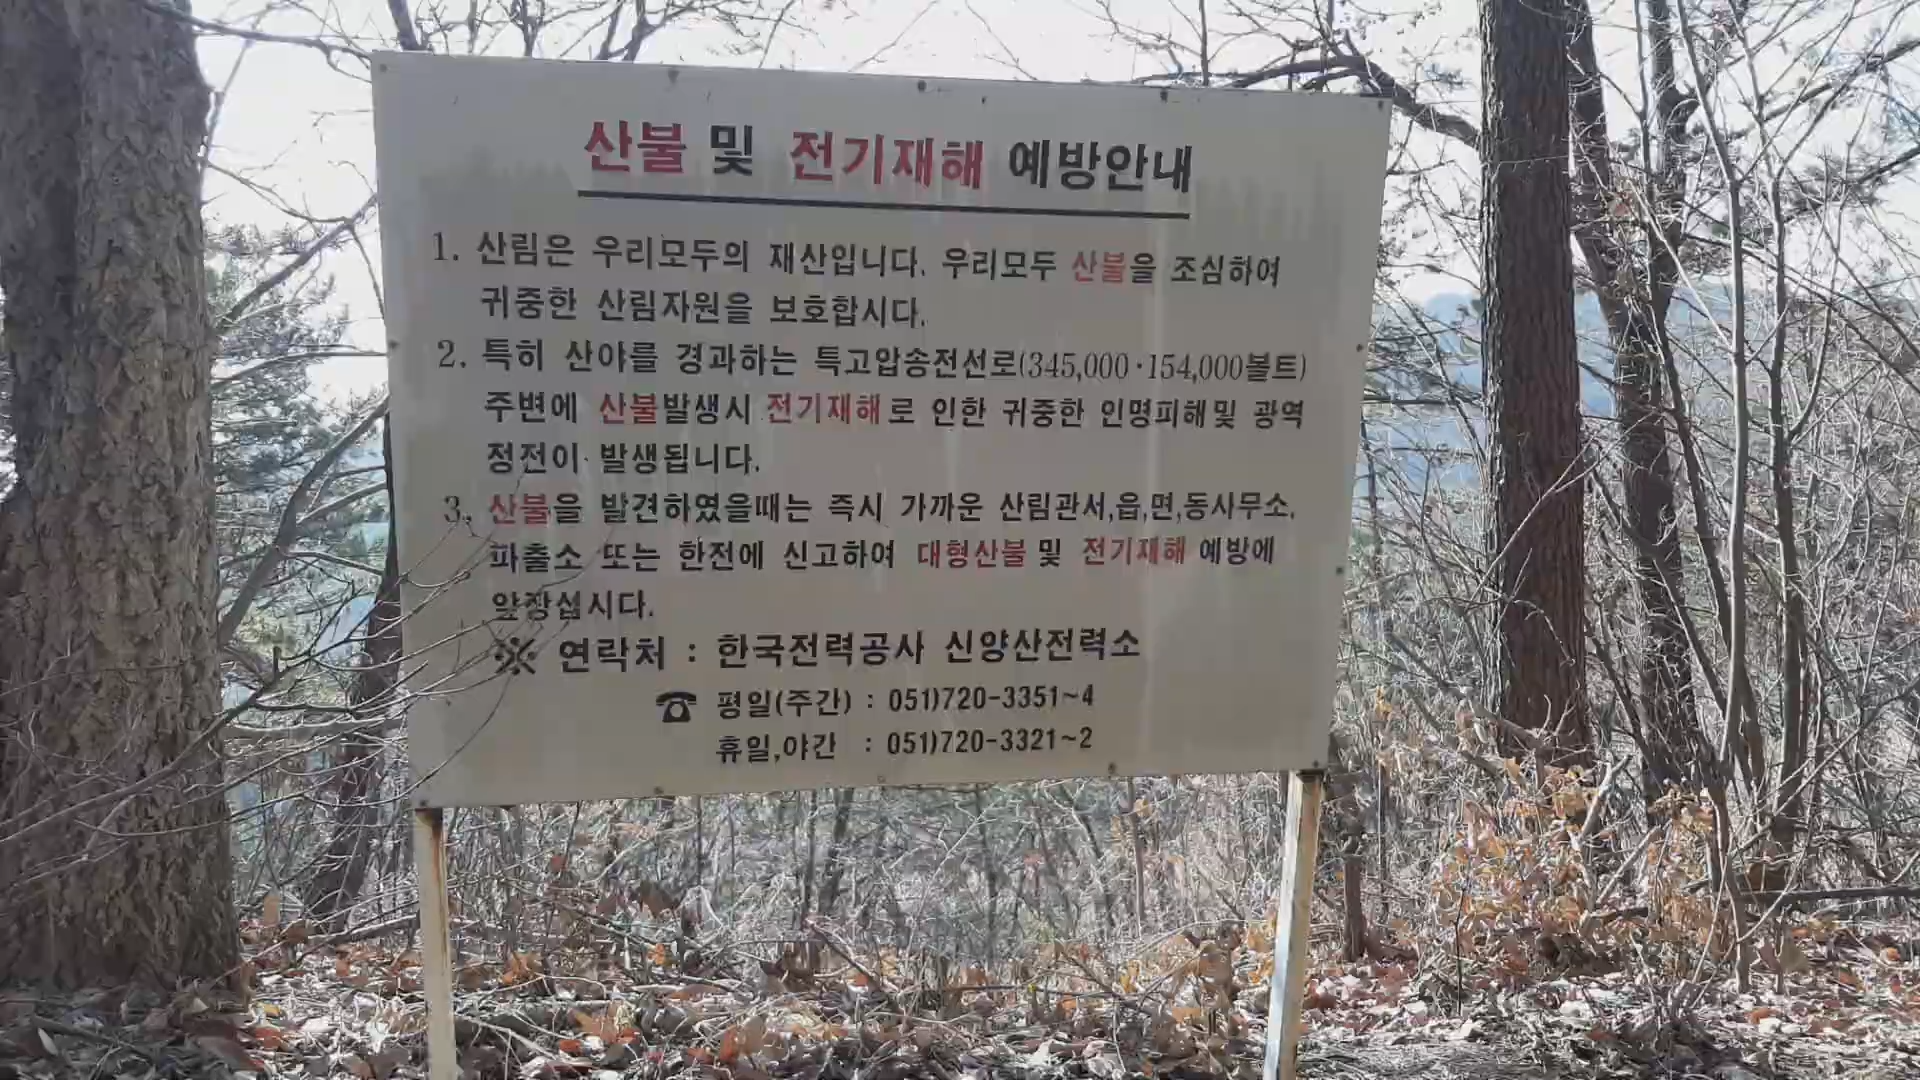 산불 및 전기재해 예방안내
1. 산림은 우리모두의 재산입니다. 우리모두 산불을 조심하여
귀중한 산림자원을 보호합시다.
2. 특히 산야를 경과하는 특고압송전선로(345,000·154,000볼트)
주변에 산불발생시 전기재해로 인한 귀중한 인명피해및 광역
정전이 발생됩니다.
3. 산불을 발견하였을때는 즉시 가까운 산림관서,읍,면,동사무소,
파출소 또는 한전에 신고하여 대형산불 및 전기재해 예방에
앞장섭시다.
※ 연락처 : 한국전력공사 신양산전력소
☎ 평일(주간) : 051)720-3351~4
휴일,야간 : 051)720-3321~2